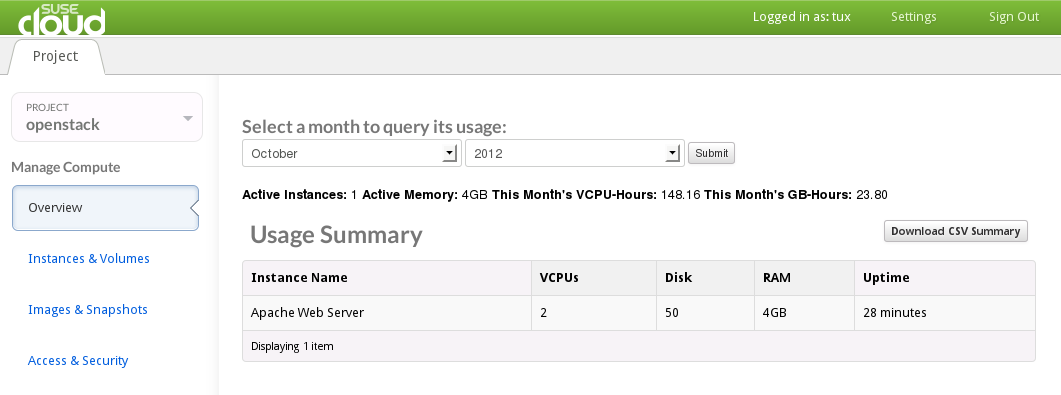 SUSE
cloud
Logged in as: tux Settings Sign Out
Project
PROJECT
openstack
Manage Compute
Overview
Instances & Volumes
Images & Snapshots
Access & Security
Select a month to query its usage:
October 2012 Submit
Active Instances: 1 Active Memory: 4GB This Month's VCPU-Hours: 148.16 This Month's GB-Hours: 23.80
Usage Summary Download CSV Summary
Instance Name VCPUs Disk RAM Uptime
Apache Web Server 2 50 4GB 28 minutes
Displaying 1 item